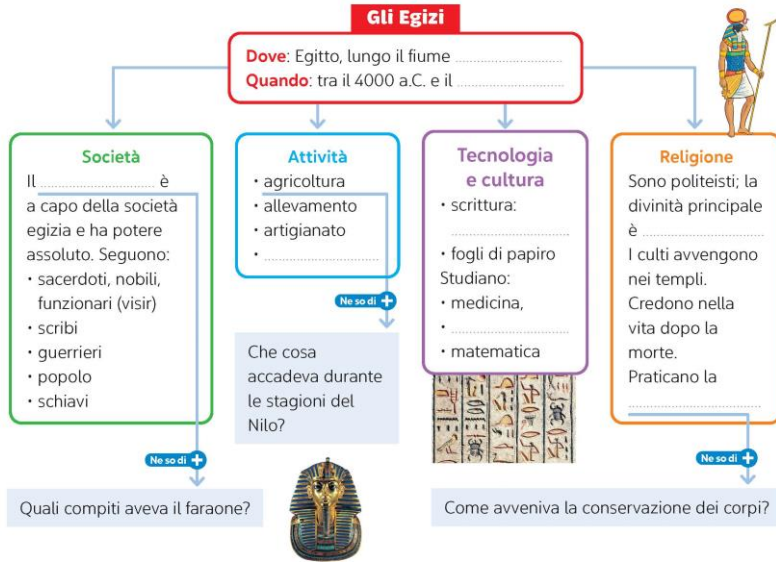 Gli Egizi
Dove: Egitto, lungo il fiume ........................
Quando: tra il 4000 a.C. e il ........................
Società
Il ........................ è
a capo della società
egizia e ha potere
assoluto. Seguono:
• sacerdoti, nobili,
funzionari (visir)
• scribi
• guerrieri
• popolo
• schiavi
Ne so di +
Quali compiti aveva il faraone?
Attività
• agricoltura
• allevamento
• artigianato
• ........................
Ne so di +
Che cosa
accadeva durante
le stagioni del
Nilo?
Tecnologia
e cultura
• scrittura:
........................
• fogli di papiro
Studiano:
• medicina,
• ........................
• matematica
Religione
Sono politeisti; la
divinità principale
è ........................
I culti avvengono
nei templi.
Credono nella
vita dopo la
morte.
Praticano la
........................
Ne so di +
Come avveniva la conservazione dei corpi?